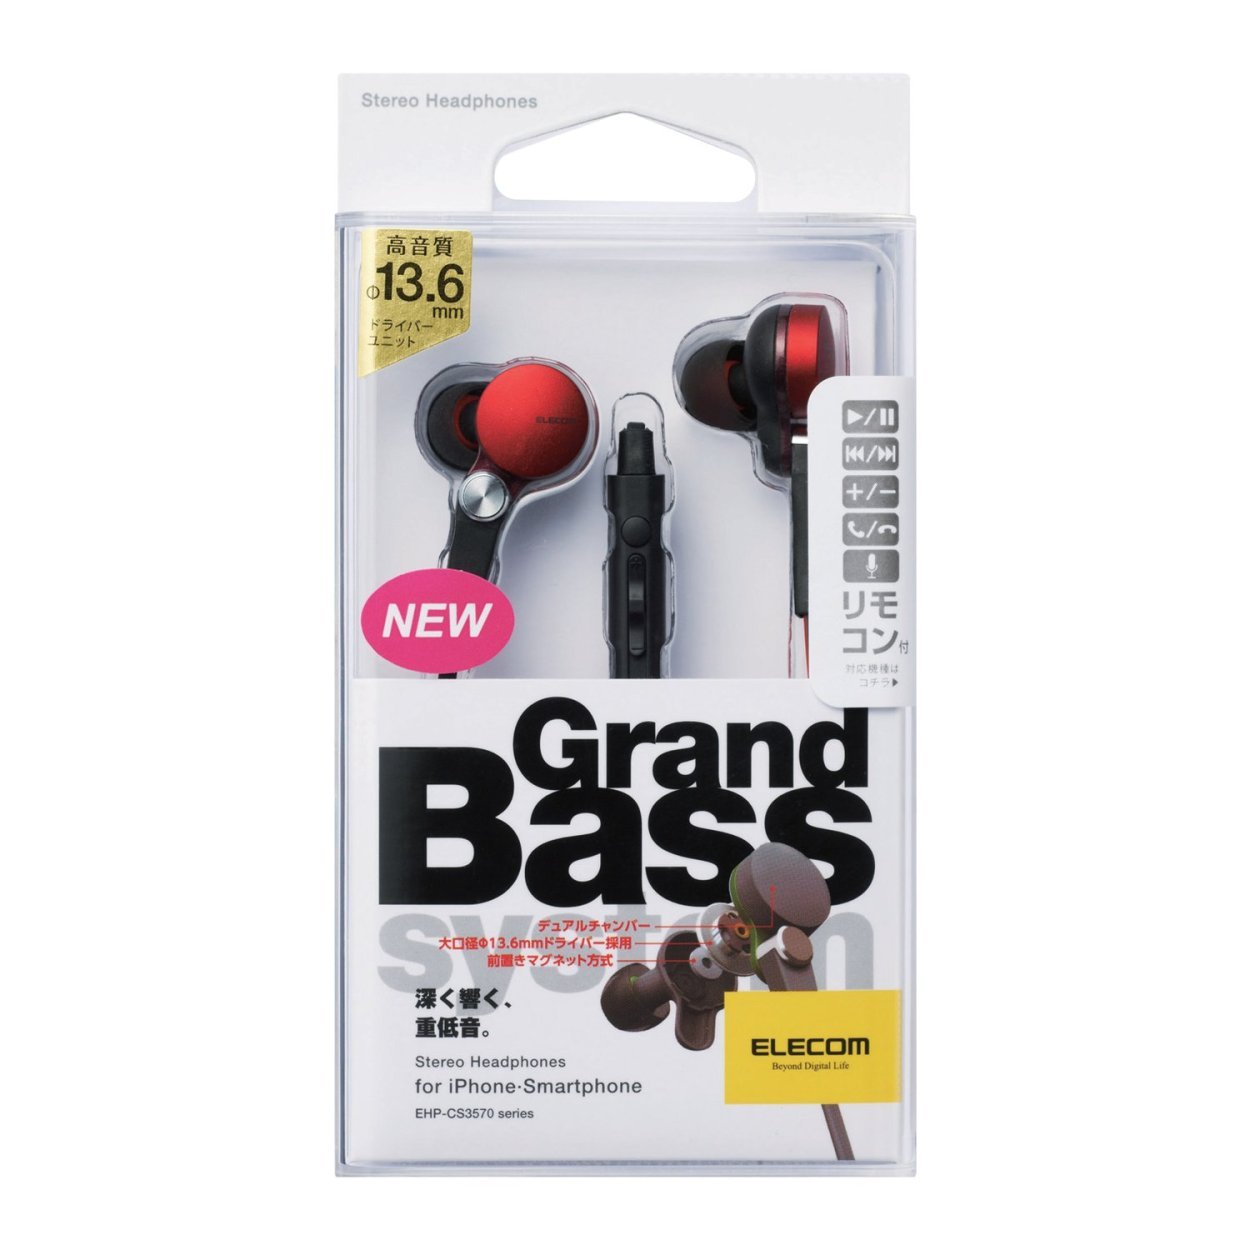 Stereo Headphones
高音質
Φ13.6
mm
ドライバー
ユニット
ELECOM
+/−
リモ
コン付
対応機種は
コチラ▶
NEW
Grand
Bass
system
デュアルチャンバー
大口径Φ13.6mmドライバー採用
前置きマグネット方式
深く響く、
重低音。
Stereo Headphones
for iPhone·Smartphone
EHP-CS3570 series
ELECOM
Beyond Digital Life